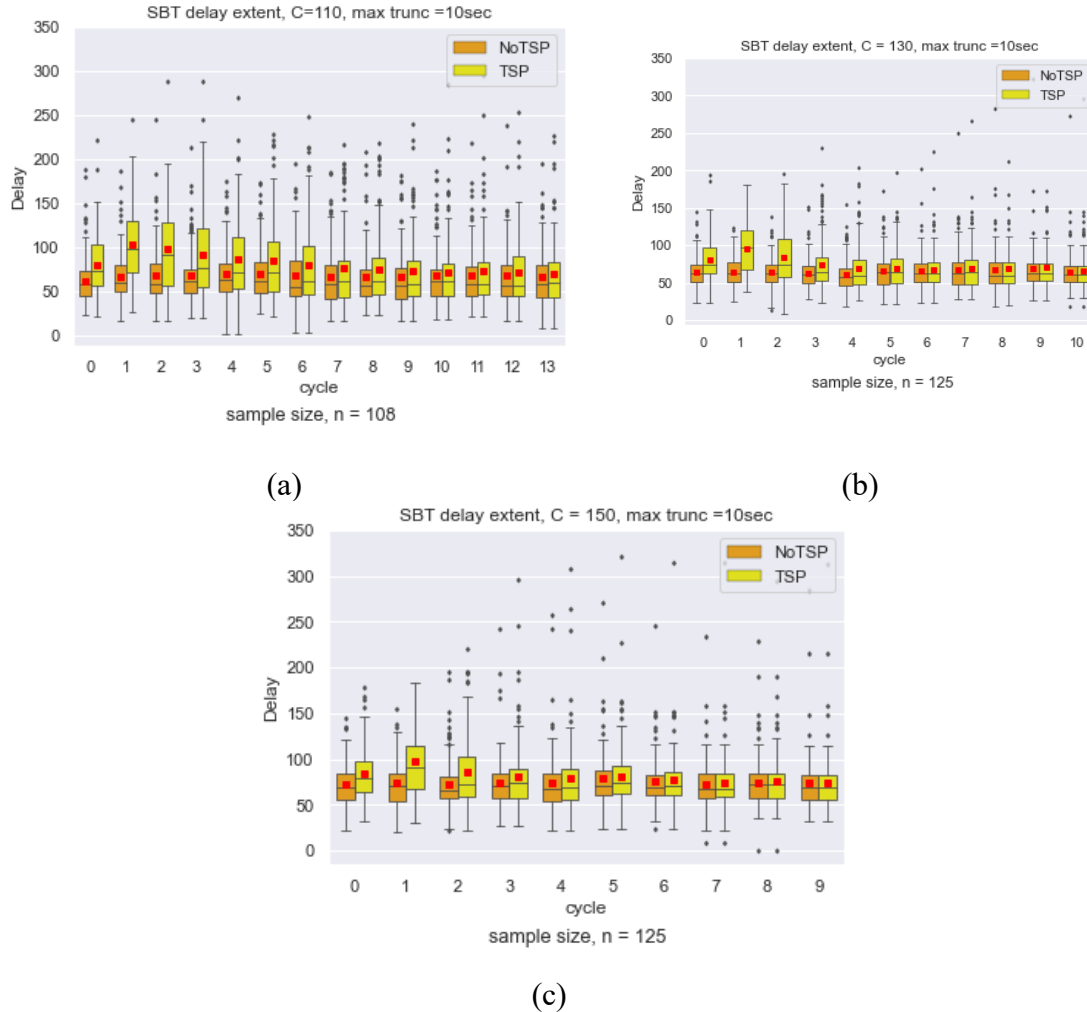 SBT delay extent, C=110, max trunc =10sec
350
300
250
200
150
100
50
0
Delay
NoTSP
TSP
0 1 2 3 4 5 6 7 8 9 10 11 12 13
cycle
sample size, n = 108
(a)
SBT delay extent, C = 130, max trunc =10sec
350
300
250
200
150
100
50
0
Delay
NoTSP
TSP
0 1 2 3 4 5 6 7 8 9 10
cycle
sample size, n = 125
(b)
SBT delay extent, C = 150, max trunc =10sec
350
300
250
200
150
100
50
0
Delay
NoTSP
TSP
0 1 2 3 4 5 6 7 8 9
cycle
sample size, n = 125
(c)